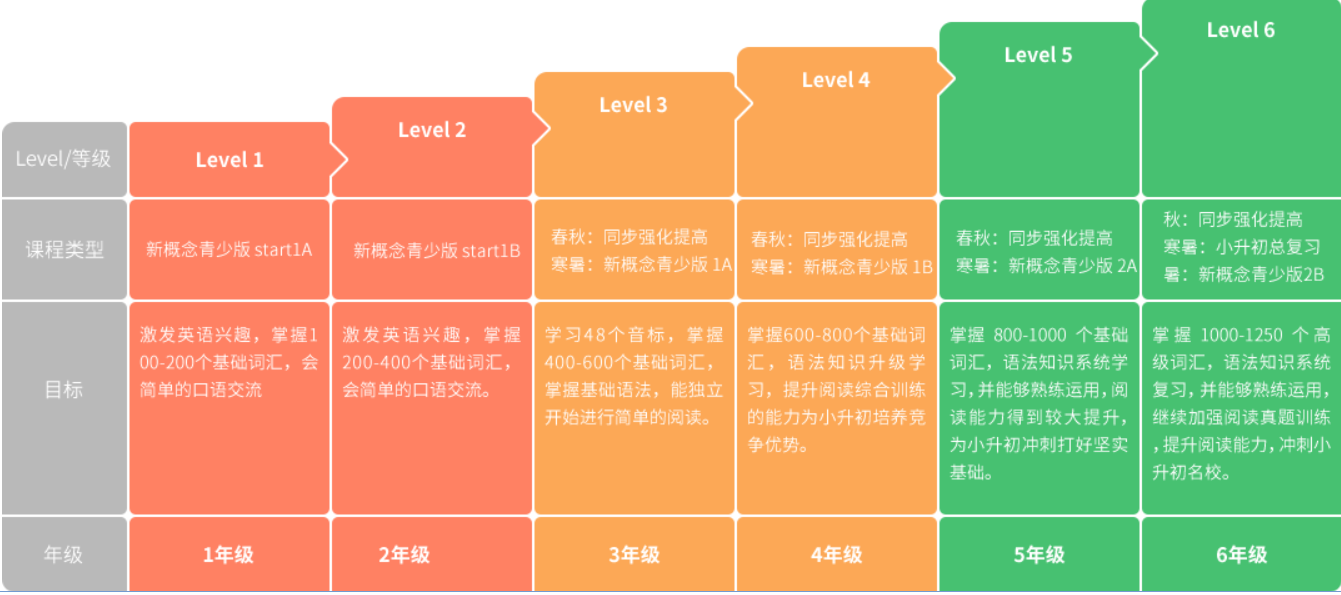 Level/等级
Level 1
Level 2
Level 3
Level 4
Level 5
Level 6
课程类型
新概念青少版 start1A
新概念青少版 start1B
春秋：同步强化提高
寒暑：新概念青少版 1A
春秋：同步强化提高
寒暑：新概念青少版 1B
春秋：同步强化提高
寒暑：新概念青少版 2A
秋：同步强化提高
寒暑：小升初总复习
暑：新概念青少版2B
目标
激发英语兴趣，掌握1
00-200个基础词汇，会
简单的口语交流
激发英语兴趣，掌握
200-400个基础词汇，
会简单的口语交流。
学习48个音标，掌握
400-600个基础词汇，
掌握基础语法，能独立
开始进行简单的阅读。
掌握600-800个基础词
汇，语法知识升级学
习，提升阅读综合训练
的能力为小升初培养竞
争优势。
掌握 800-1000 个基础
词汇，语法知识系统学
习，并能够熟练运用，阅
读能力得到较大提升，
为小升初冲刺打好坚实
基础。
掌握 1000-1250 个高
级词汇，语法知识系统
复习，并能够熟练运用，
继续加强阅读真题训练
，提升阅读能力，冲刺小
升初名校。
年级
1年级
2年级
3年级
4年级
5年级
6年级